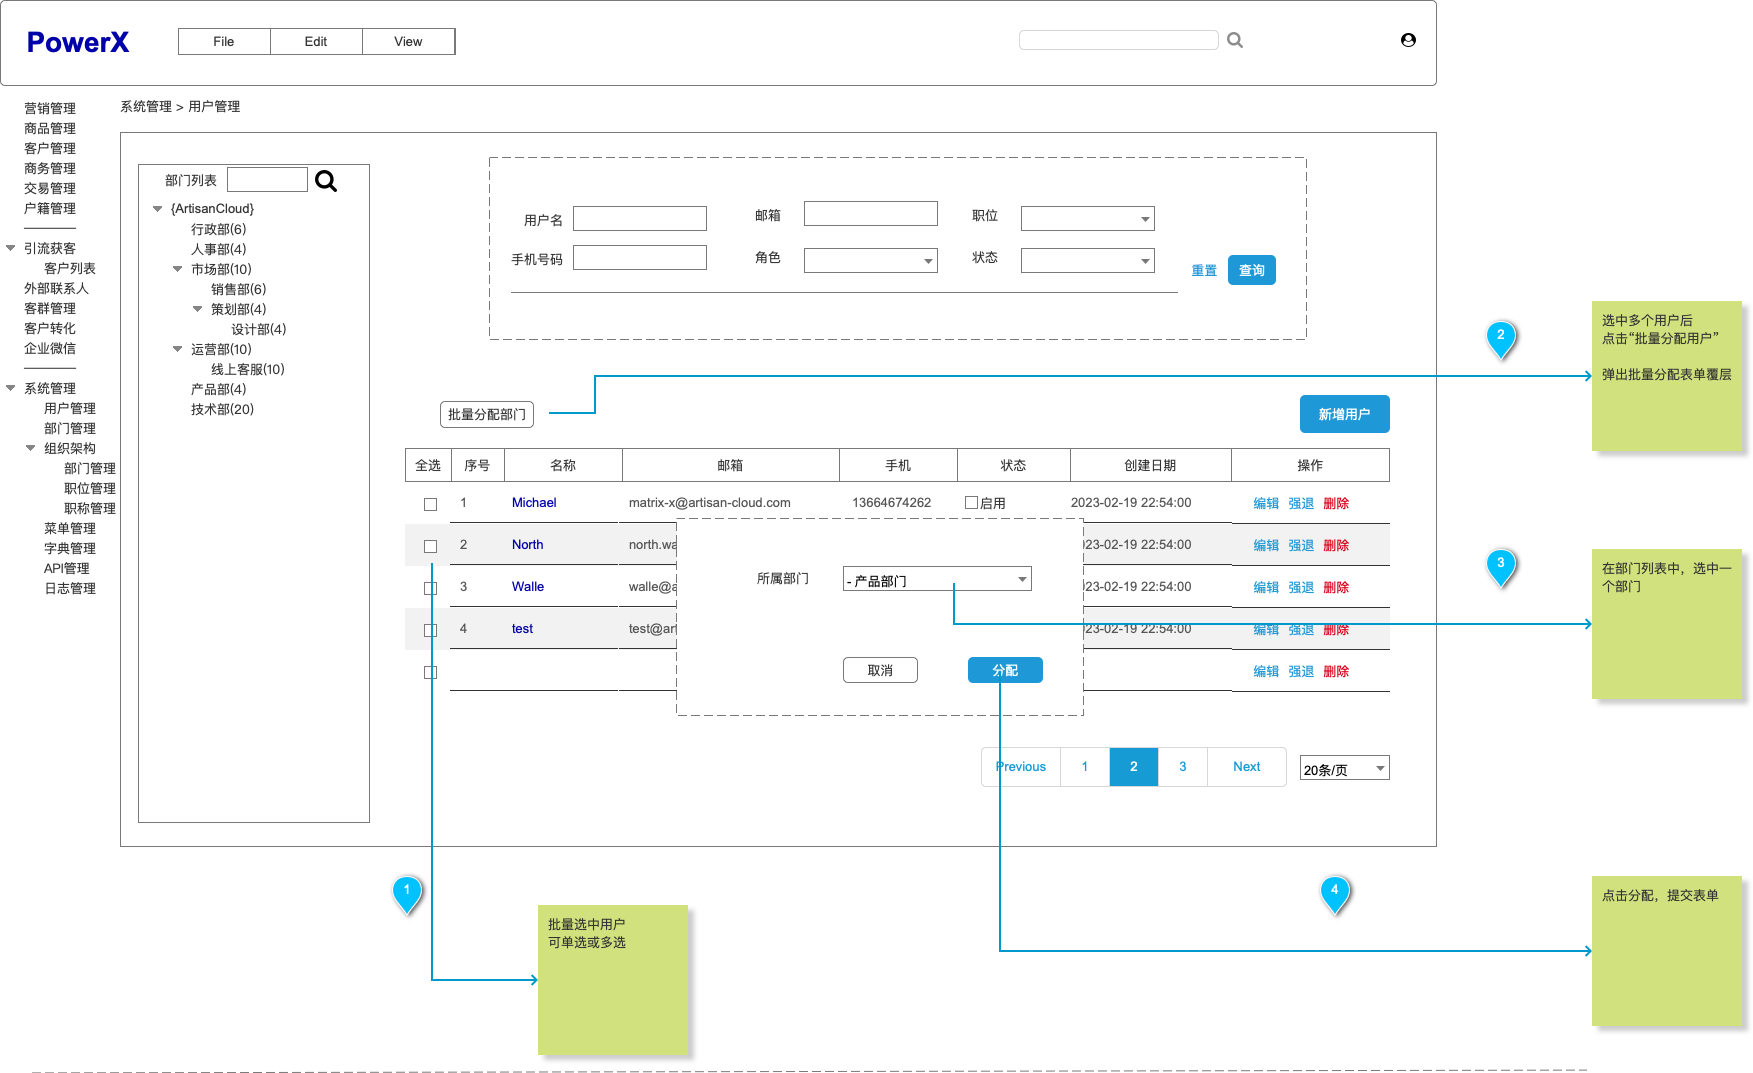 PowerX
File
Edit
View
营销管理
商品管理
客户管理
商务管理
交易管理
户籍管理
引流获客
客户列表
外部联系人
客群管理
客户转化
企业微信
系统管理
用户管理
部门管理
组织架构
部门管理
职位管理
职称管理
菜单管理
字典管理
API管理
日志管理
系统管理 > 用户管理
部门列表
{ArtisanCloud}
行政部(6)
人事部(4)
市场部(10)
销售部(6)
策划部(4)
设计部(4)
运营部(10)
线上客服(10)
产品部(4)
技术部(20)
用户名
邮箱
职位
手机号码
角色
状态
重置
查询
批量分配部门
新增用户
全选 序号 名称 邮箱 手机 状态 创建日期 操作
1 Michael matrix-x@artisan-cloud.com 13664674262 启用 2023-02-19 22:54:00 编辑 强退 删除
2 North north.wa 23-02-19 22:54:00 编辑 强退 删除
3 Walle walle@a 23-02-19 22:54:00 编辑 强退 删除
4 test test@art 23-02-19 22:54:00 编辑 强退 删除
编辑 强退 删除
所属部门
- 产品部门
取消
分配
Previous
1
2
3
Next
20条/页
1
批量选中用户
可单选或多选
2
选中多个用户后
点击“批量分配用户”
弹出批量分配表单覆层
3
在部门列表中，选中一
个部门
4
点击分配，提交表单